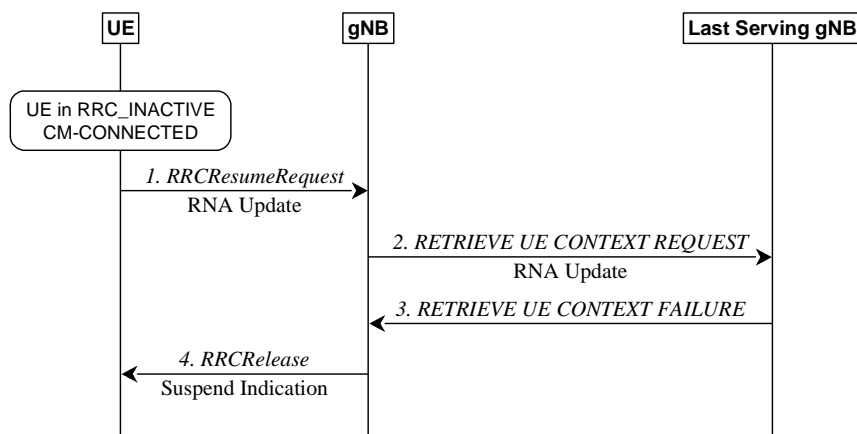 UE
gNB
Last Serving gNB
UE in RRC_INACTIVE
CM-CONNECTED
1. RRCResumeRequest
RNA Update
2. RETRIEVE UE CONTEXT REQUEST
RNA Update
3. RETRIEVE UE CONTEXT FAILURE
4. RRCRelease
Suspend Indication